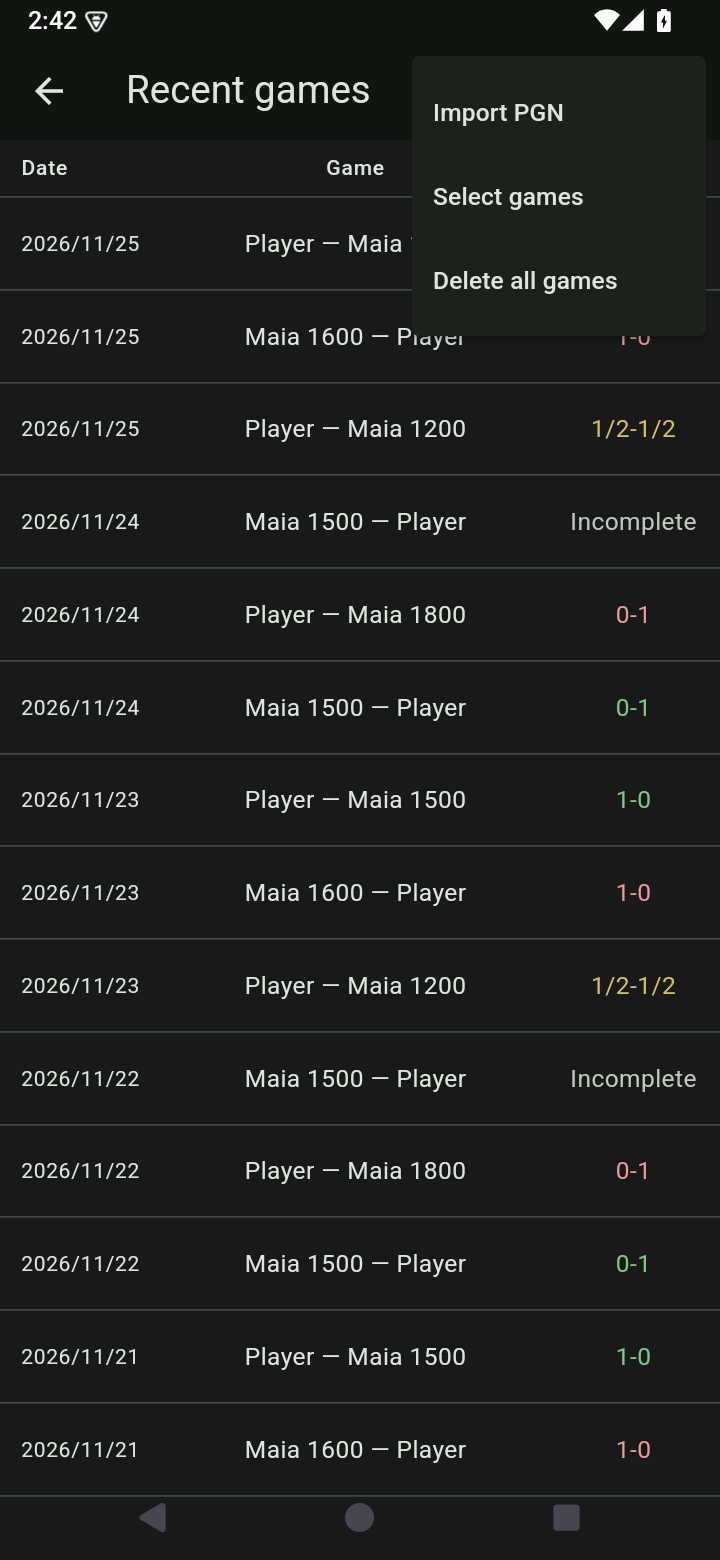 2:42
Recent games
Import PGN
Select games
Delete all games
Date Game
2026/11/25 Player — Maia
2026/11/25 Maia 1600 — Player 1-0
2026/11/25 Player — Maia 1200 1/2-1/2
2026/11/24 Maia 1500 — Player Incomplete
2026/11/24 Player — Maia 1800 0-1
2026/11/24 Maia 1500 — Player 0-1
2026/11/23 Player — Maia 1500 1-0
2026/11/23 Maia 1600 — Player 1-0
2026/11/23 Player — Maia 1200 1/2-1/2
2026/11/22 Maia 1500 — Player Incomplete
2026/11/22 Player — Maia 1800 0-1
2026/11/22 Maia 1500 — Player 0-1
2026/11/21 Player — Maia 1500 1-0
2026/11/21 Maia 1600 — Player 1-0